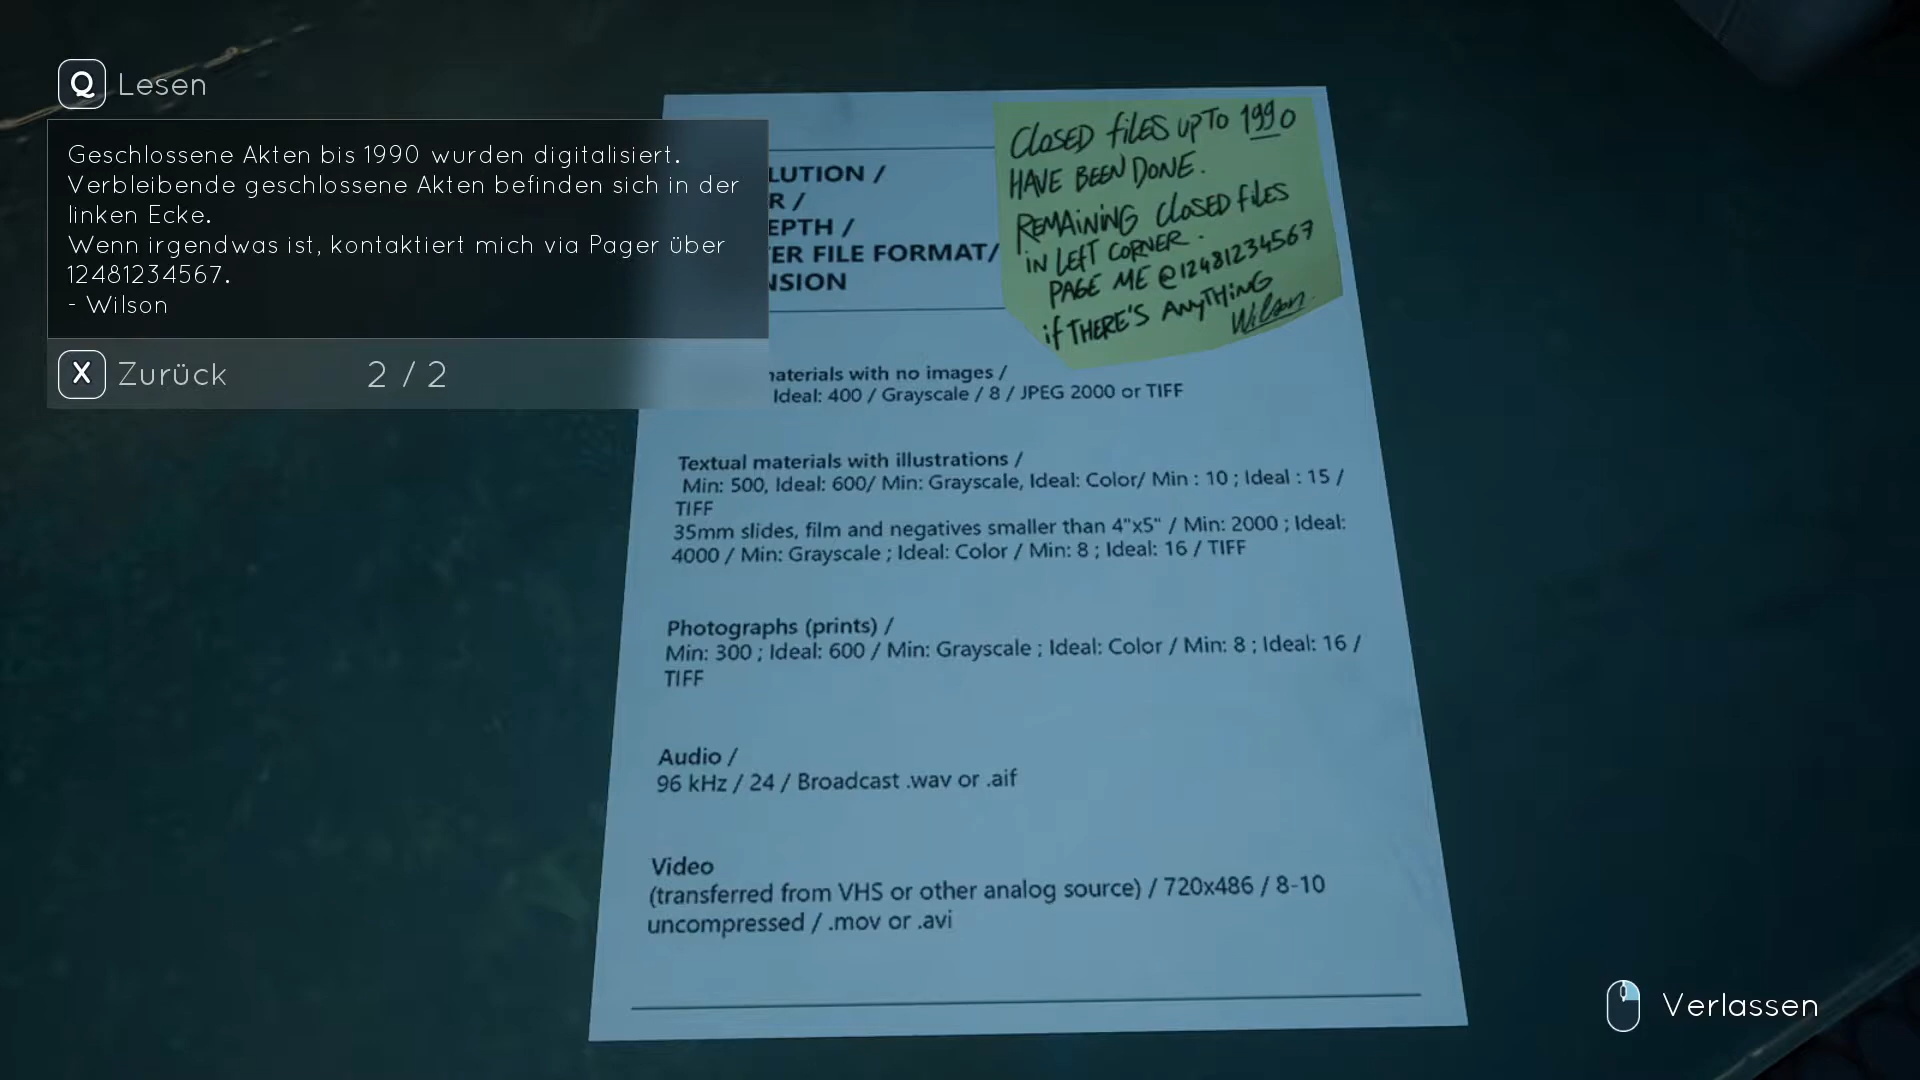 Q Lesen
Geschlossene Akten bis 1990 wurden digitalisiert.
Verbleibende geschlossene Akten befinden sich in der
linken Ecke.
Wenn irgendwas ist, kontaktiert mich via Pager über
12481234567.
- Wilson
X Zurück 2 / 2
CLOSED FILES UP TO 1990
HAVE BEEN DONE.
REMAINING CLOSED FILES
IN LEFT CORNER.
PAGE ME @12481234567
if THERE'S ANYTHING
Wilson.
LUTION /
R /
EPTH /
ER FILE FORMAT/
NSION
materials with no images /
Ideal: 400 / Grayscale / 8 / JPEG 2000 or TIFF
Textual materials with illustrations /
Min: 500, Ideal: 600/ Min: Grayscale, Ideal: Color/ Min : 10 ; Ideal : 15 /
TIFF
35mm slides, film and negatives smaller than 4"x5" / Min: 2000 ; Ideal:
4000 / Min: Grayscale ; Ideal: Color / Min: 8 ; Ideal: 16 / TIFF
Photographs (prints) /
Min: 300 ; Ideal: 600 / Min: Grayscale ; Ideal: Color / Min: 8 ; Ideal: 16 /
TIFF
Audio /
96 kHz / 24 / Broadcast .wav or .aif
Video
(transferred from VHS or other analog source) / 720x486 / 8-10
uncompressed / .mov or .avi
Verlassen